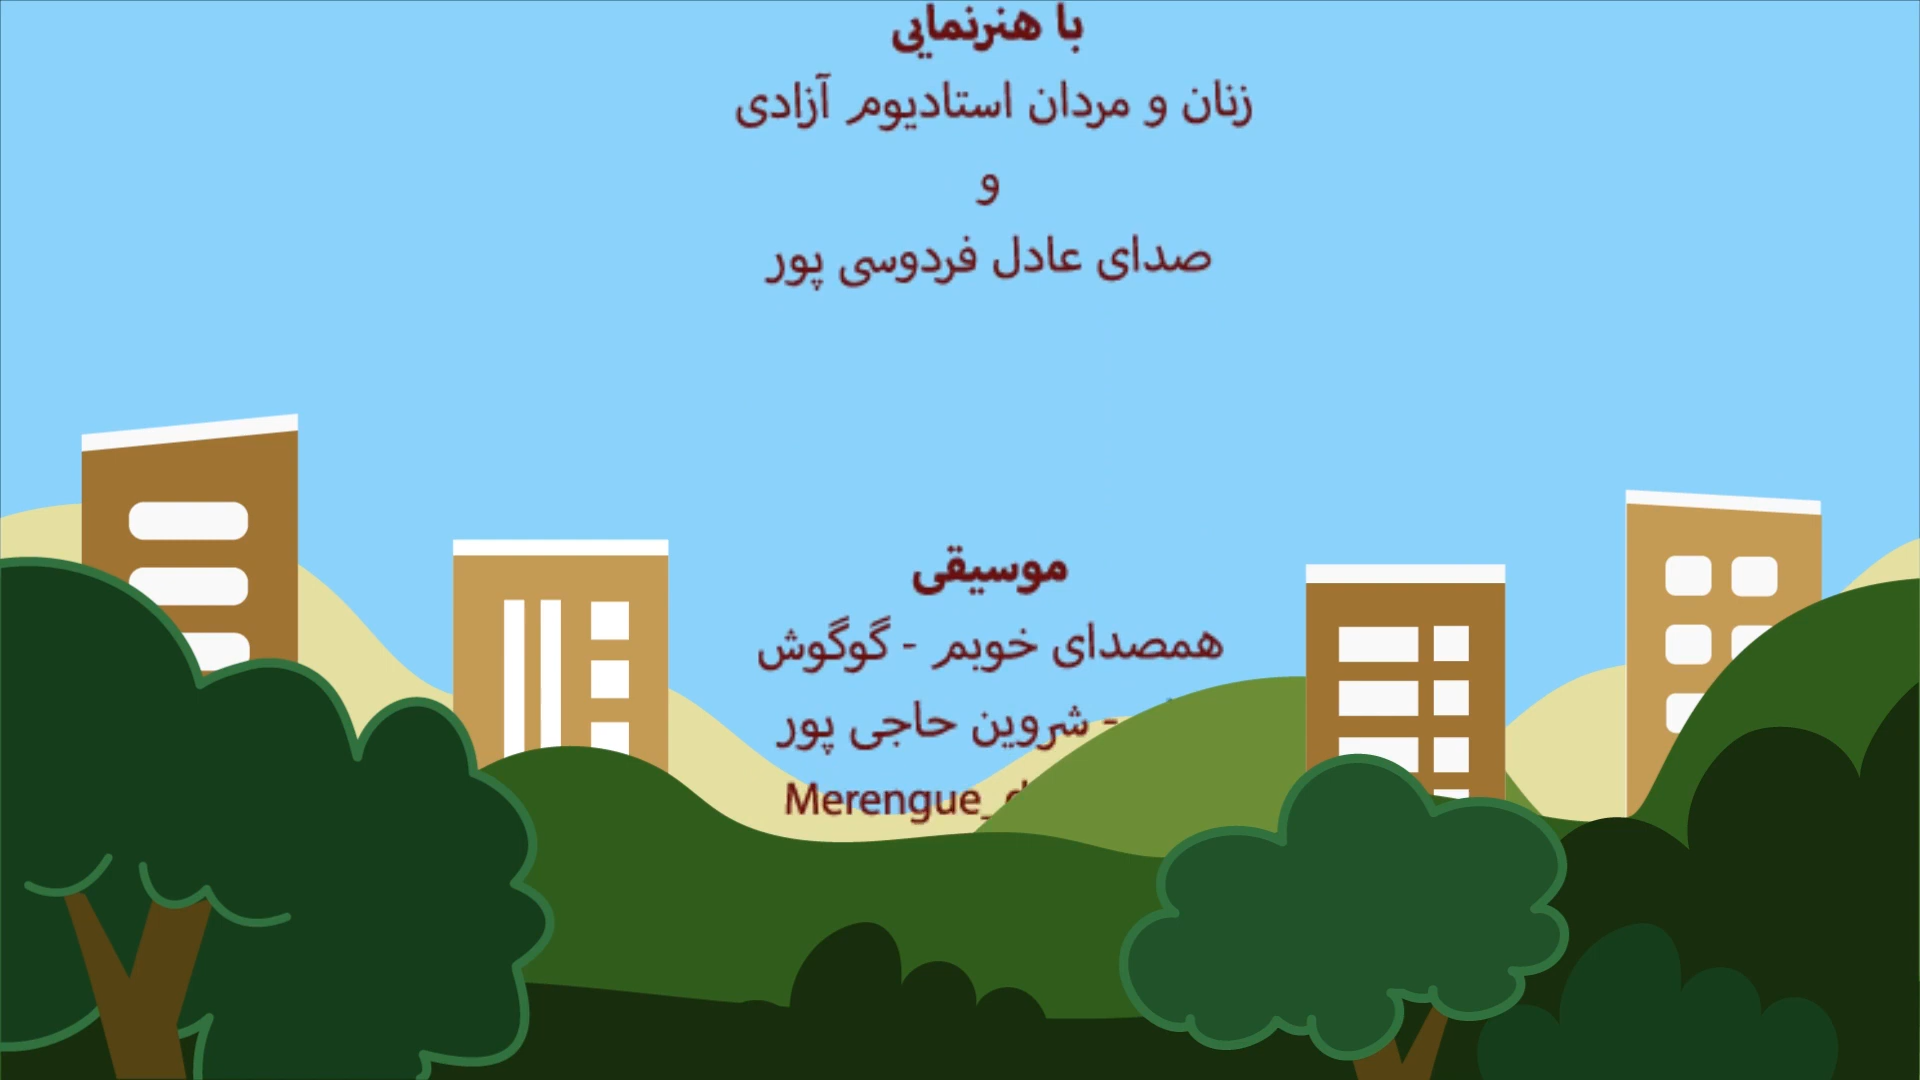 با هنرنمایی
زنان و مردان استادیوم آزادی
و
صدای عادل فردوسی پور
موسیقی
همصدای خوبم - گوگوش
- شروین حاجی پور
Merengue_